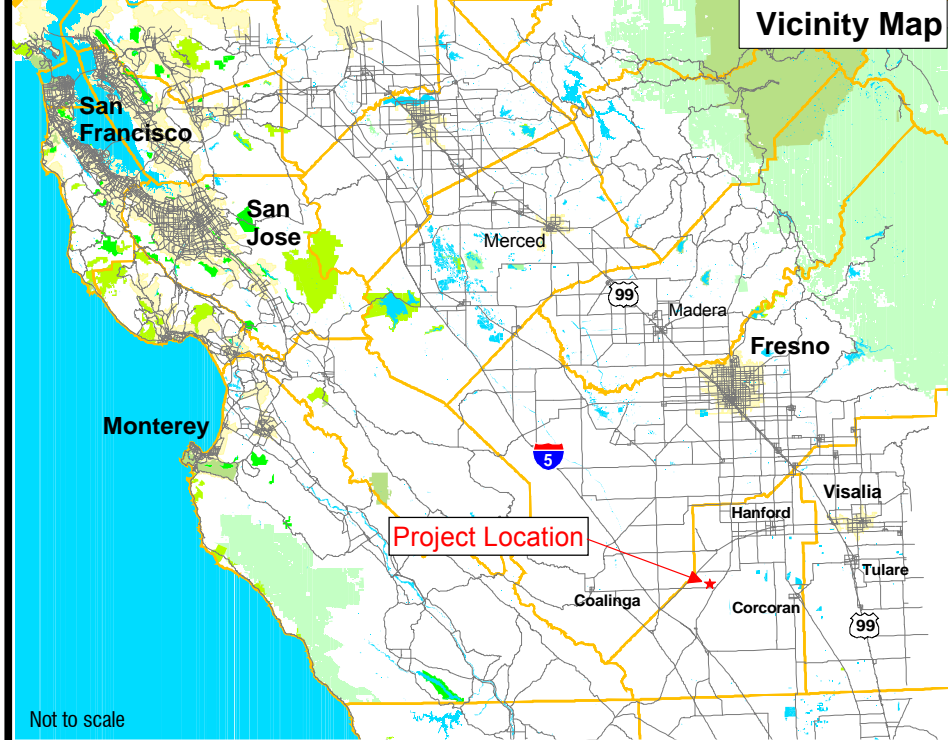 Vicinity Map
San
Francisco
San
Jose
Merced
99
Madera
Fresno
Monterey
5
Visalia
Hanford
Project Location
Tulare
Coalinga
Corcoran
99
Not to scale